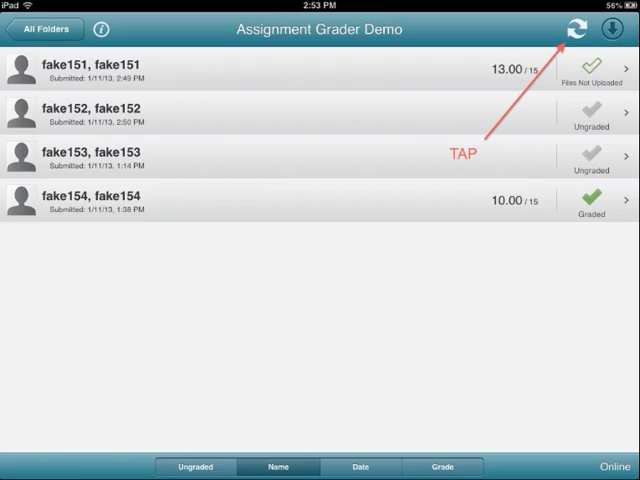 iPad 2:53 PM 56%
All Folders i Assignment Grader Demo
fake151, fake151
Submitted: 1/11/13, 2:49 PM
13.00 / 15
Files Not Uploaded
fake152, fake152
Submitted: 1/11/13, 2:50 PM
Ungraded
TAP
fake153, fake153
Submitted: 1/11/13, 1:14 PM
Ungraded
fake154, fake154
Submitted: 1/11/13, 1:38 PM
10.00 / 15
Graded
Ungraded Name Date Grade Online